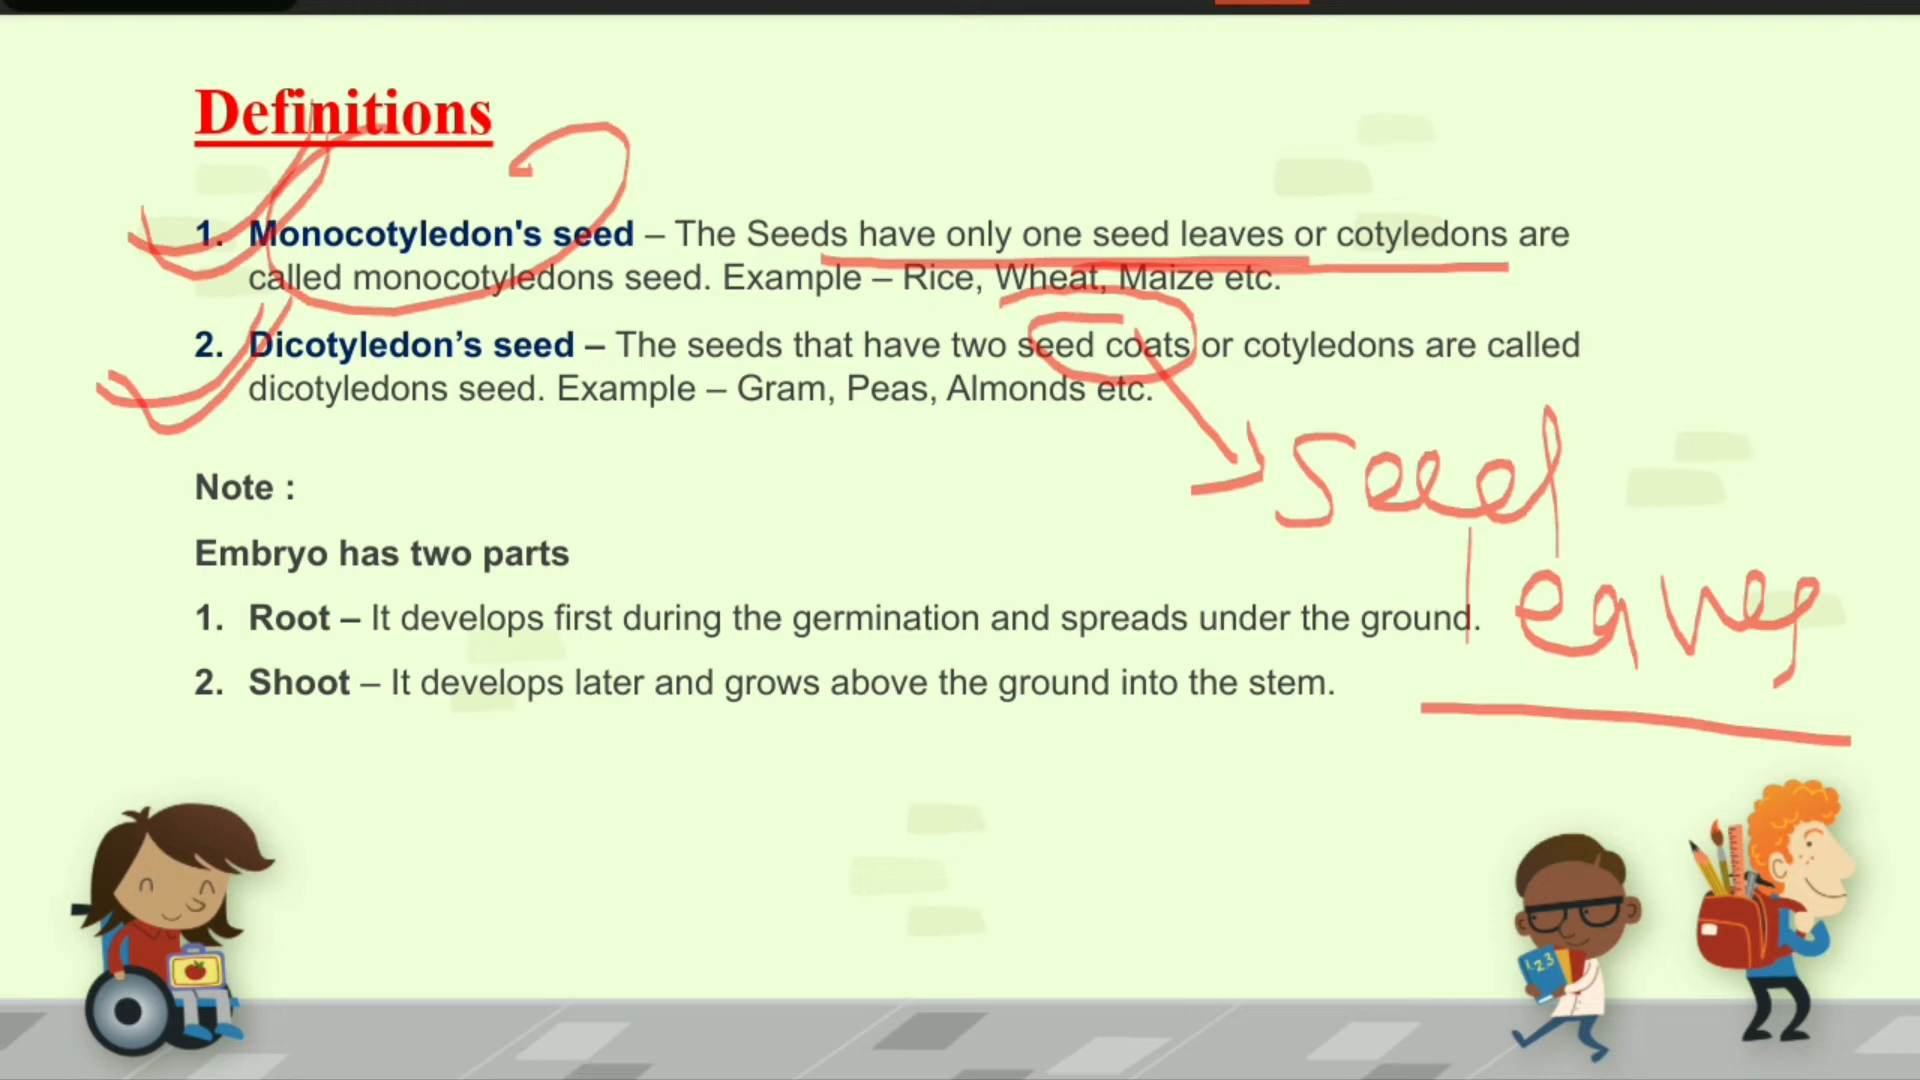 Definitions
1. Monocotyledon's seed – The Seeds have only one seed leaves or cotyledons are
called monocotyledons seed. Example – Rice, Wheat, Maize etc.
2. Dicotyledon’s seed – The seeds that have two seed coats or cotyledons are called
dicotyledons seed. Example – Gram, Peas, Almonds etc.
seed
leaves
Note :
Embryo has two parts
1. Root – It develops first during the germination and spreads under the ground.
2. Shoot – It develops later and grows above the ground into the stem.
123